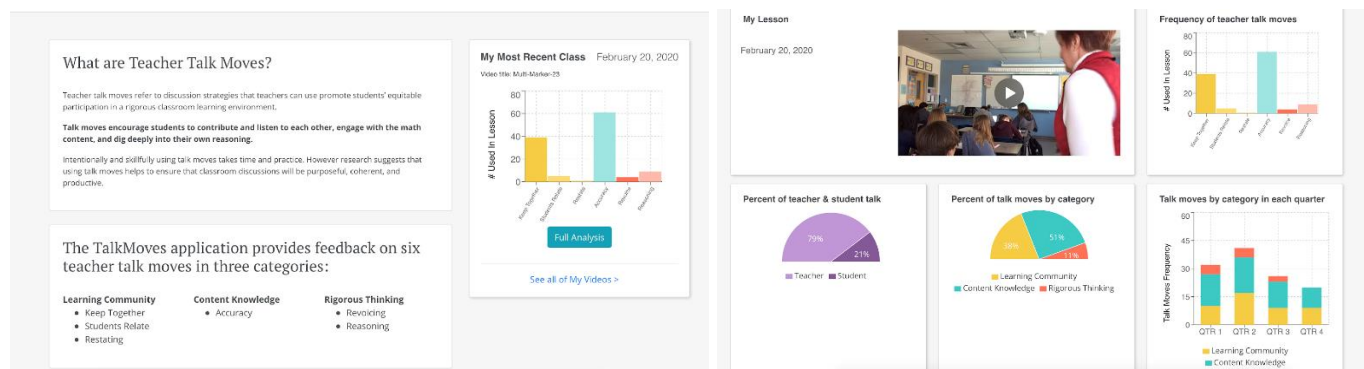 What are Teacher Talk Moves?
Teacher talk moves refer to discussion strategies that teachers can use promote students' equitable
participation in a rigorous classroom learning environment.
Talk moves encourage students to contribute and listen to each other, engage with the math
content, and dig deeply into their own reasoning.
Intentionally and skillfully using talk moves takes time and practice. However research suggests that
using talk moves helps to ensure that classroom discussions will be purposeful, coherent, and
productive.
The TalkMoves application provides feedback on six
teacher talk moves in three categories:
Learning Community
Keep Together
Students Relate
Restating
Content Knowledge
Accuracy
Rigorous Thinking
Revoicing
Reasoning
My Most Recent Class February 20, 2020
Video title: Multi-Marker-23
# Used In Lesson
80
60
40
20
0
Keep Together
Students Relate
Restate
Accuracy
Revoice
Reasoning
Full Analysis
See all of My Videos >
My Lesson
February 20, 2020
Frequency of teacher talk moves
# Used In Lesson
80
60
40
20
0
Keep Together
Students Relate
Restate
Accuracy
Revoice
Reasoning
Percent of teacher & student talk
79%
21%
Teacher Student
Percent of talk moves by category
38%
51%
11%
Learning Community
Content Knowledge Rigorous Thinking
Talk moves by category in each quarter
Talk Moves Frequency
60
45
30
15
0
QTR 1 QTR 2 QTR 3 QTR 4
Learning Community
Content Knowledge